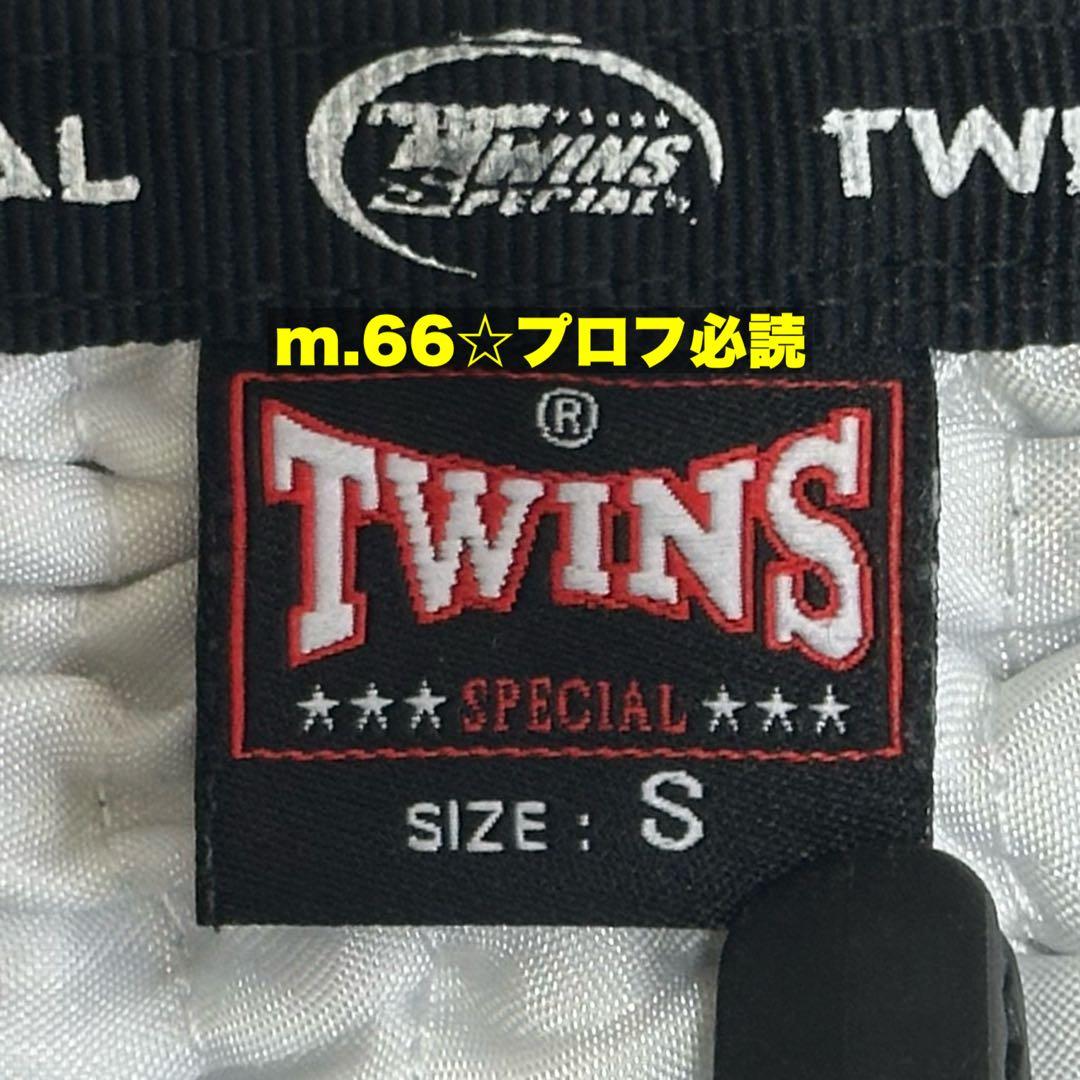 AL TWINS SPECIAL TWI
m.66☆プロフ必読
®
TWINS
★★★SPECIAL★★★
SIZE : S